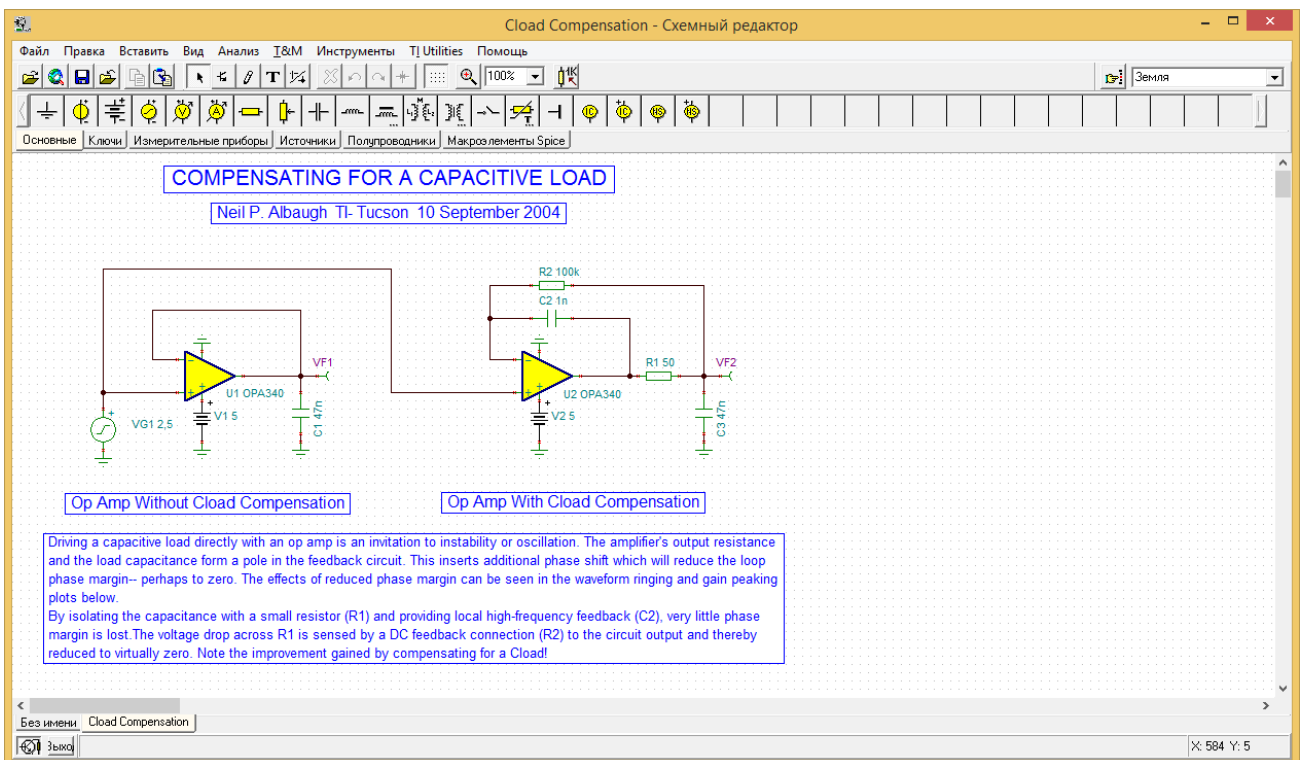 Cload Compensation - Схемный редактор
Файл Правка Вставить Вид Анализ T&M Инструменты TI Utilities Помощь
100%
Земля
Основные Ключи Измерительные приборы Источники Полупроводники Макроэлементы Spice
COMPENSATING FOR A CAPACITIVE LOAD
Neil P. Albaugh TI- Tucson 10 September 2004
R2 100k
C2 1n
VF1
R1 50
VF2
U1 OPA340
U2 OPA340
VG1 2,5
V1 5
C1 47n
V2 5
C3 47n
Op Amp Without Cload Compensation
Op Amp With Cload Compensation
Driving a capacitive load directly with an op amp is an invitation to instability or oscillation. The amplifier's output resistance
and the load capacitance form a pole in the feedback circuit. This inserts additional phase shift which will reduce the loop
phase margin-- perhaps to zero. The effects of reduced phase margin can be seen in the waveform ringing and gain peaking
plots below.
By isolating the capacitance with a small resistor (R1) and providing local high-frequency feedback (C2), very little phase
margin is lost.The voltage drop across R1 is sensed by a DC feedback connection (R2) to the circuit output and thereby
reduced to virtually zero. Note the improvement gained by compensating for a Cload!
Без имени Cload Compensation
X: 584 Y: 5